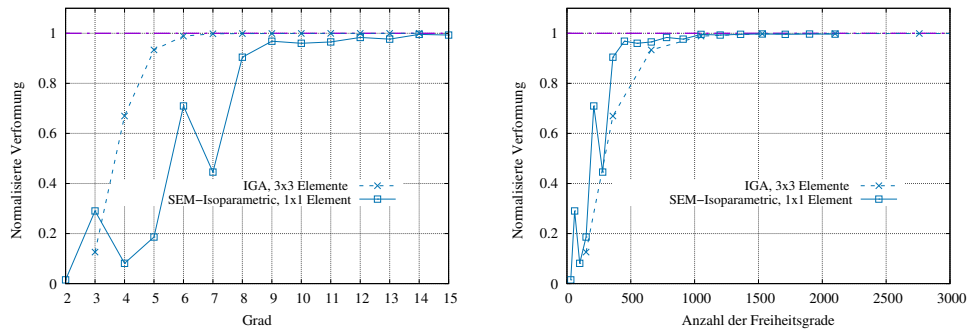 1
0.8
0.6
0.4
0.2
0
2 3 4 5 6 7 8 9 10 11 12 13 14 15
Normalisierte Verformung
Grad
IGA, 3x3 Elemente
SEM−Isoparametric, 1x1 Element
1
0.8
0.6
0.4
0.2
0
0 500 1000 1500 2000 2500 3000
Normalisierte Verformung
Anzahl der Freiheitsgrade
IGA, 3x3 Elemente
SEM−Isoparametric, 1x1 Element